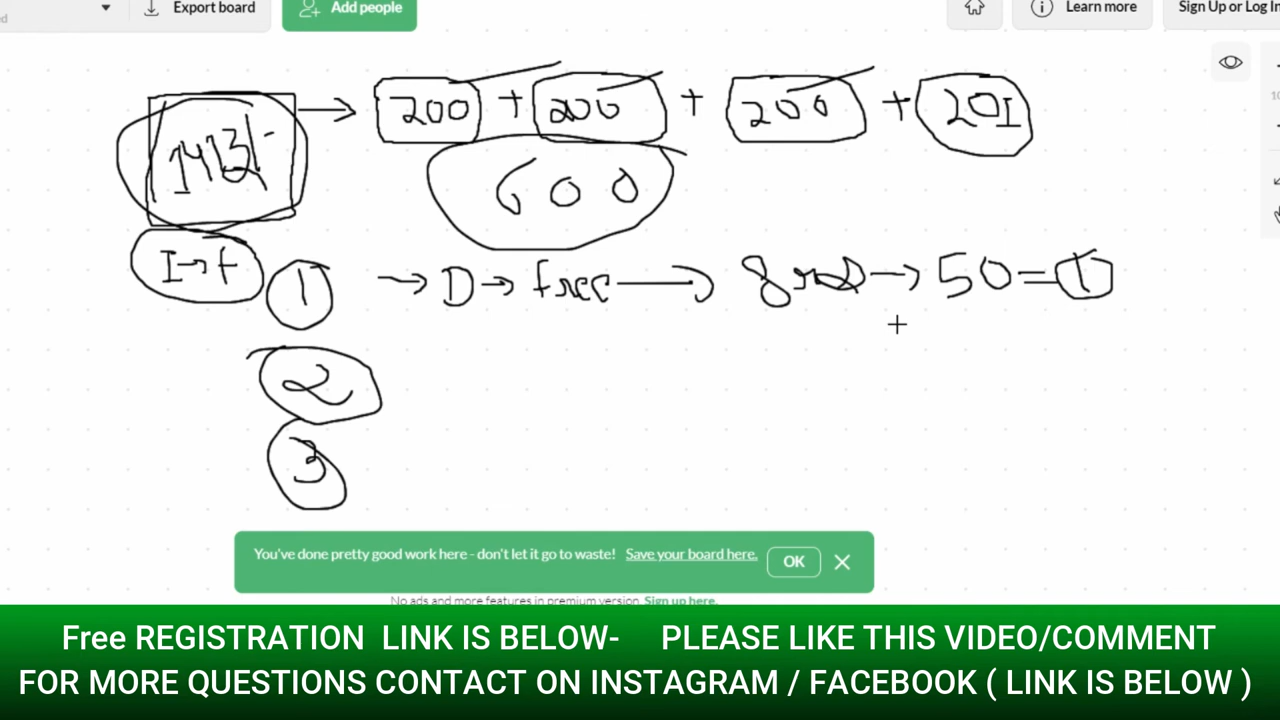 Export board Add people Learn more Sign Up or Log In
1413/- → 200 + 200 + 200 + 201
600
I→f
① → D → free → → 50 = ①
②
③
You've done pretty good work here - don't let it go to waste! Save your board here. OK
No ads and more features in premium version. Sign up here.
Free REGISTRATION LINK IS BELOW- PLEASE LIKE THIS VIDEO/COMMENT
FOR MORE QUESTIONS CONTACT ON INSTAGRAM / FACEBOOK ( LINK IS BELOW )